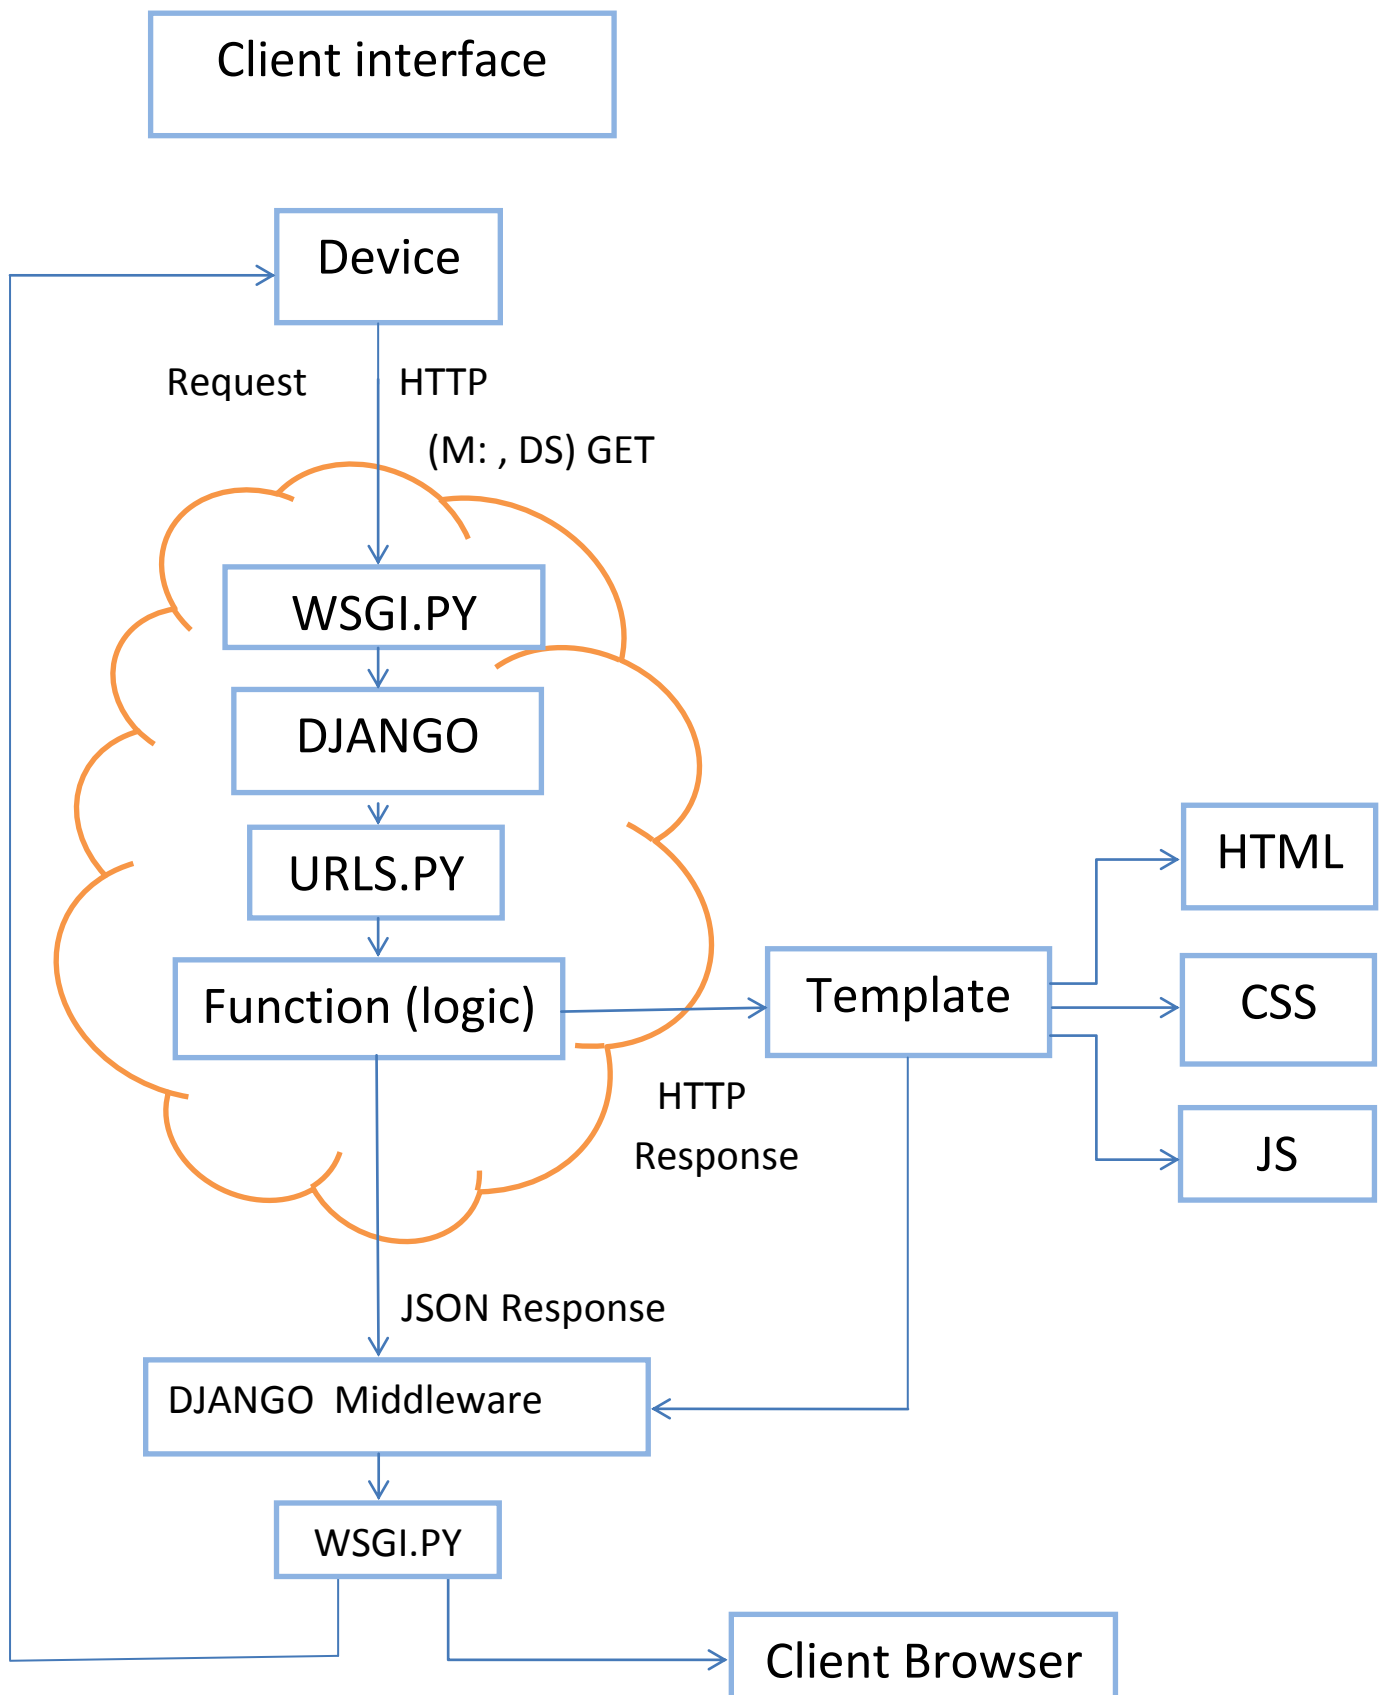 Client interface
Device
Request HTTP
(M: , DS) GET
WSGI.PY
DJANGO
URLS.PY
HTML
Function (logic)
Template
CSS
HTTP
Response
JS
JSON Response
DJANGO Middleware
WSGI.PY
Client Browser